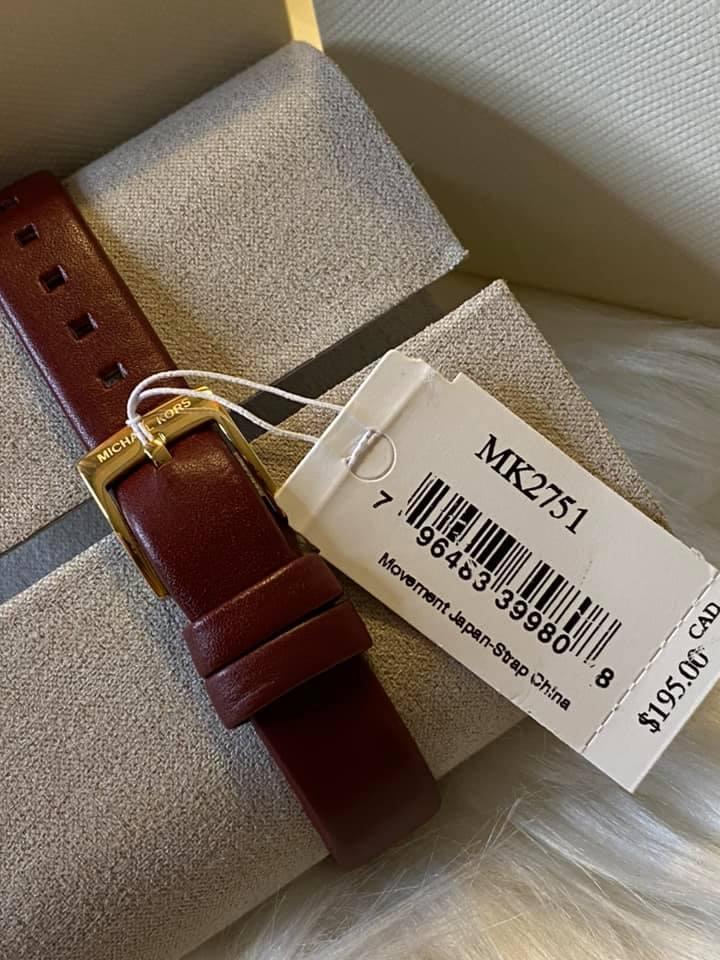 MICHAEL KORS
MK2751
7 96483 39980 8
Movement Japan-Strap China
$195.00 CAD